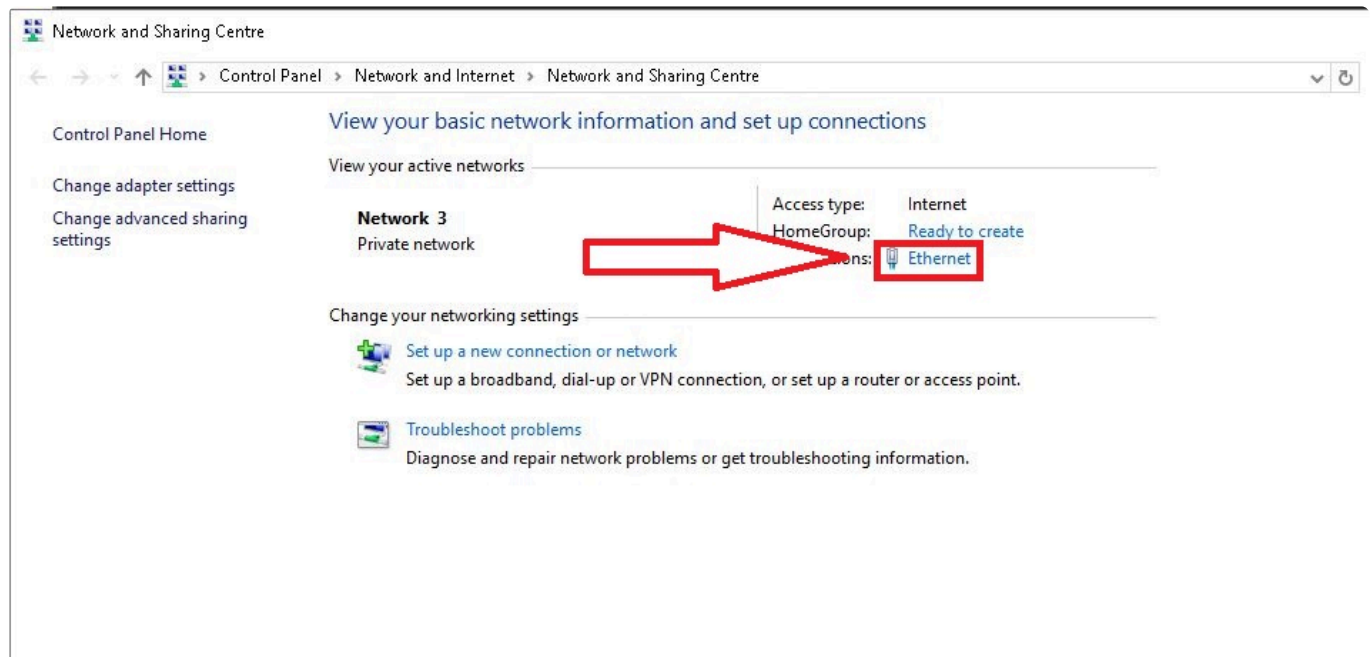 Network and Sharing Centre
Control Panel > Network and Internet > Network and Sharing Centre
Control Panel Home
Change adapter settings
Change advanced sharing
settings
View your basic network information and set up connections
View your active networks
Network 3
Private network
Access type: Internet
HomeGroup: Ready to create
ons: Ethernet
Change your networking settings
Set up a new connection or network
Set up a broadband, dial-up or VPN connection, or set up a router or access point.
Troubleshoot problems
Diagnose and repair network problems or get troubleshooting information.